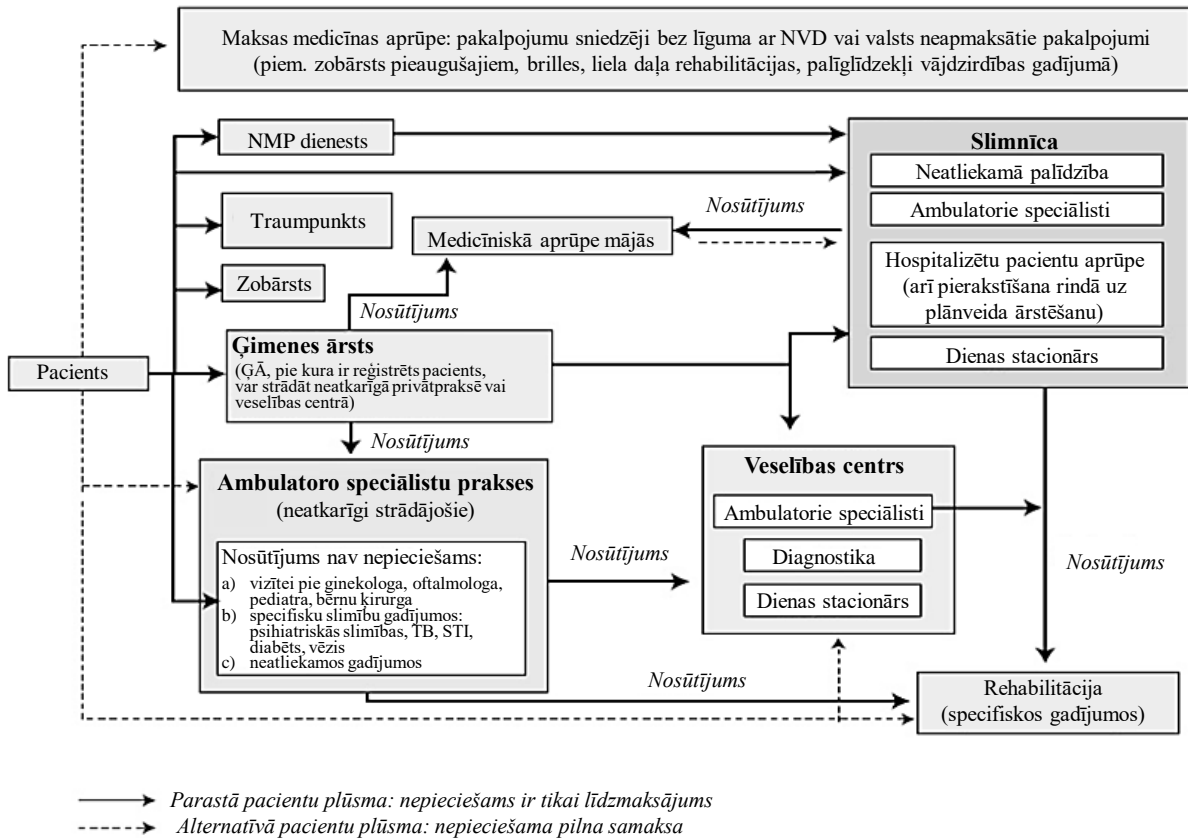 Maksas medicīnas aprūpe: pakalpojumu sniedzēji bez līguma ar NVD vai valsts neapmaksātie pakalpojumi
(piem. zobārsts pieaugušajiem, brilles, liela daļa rehabilitācijas, palīglīdzekļi vājdzirdības gadījumā)
NMP dienests
Traumpunkts
Zobārsts
Medicīniskā aprūpe mājās
Nosūtījums
Slimnīca
Neatliekamā palīdzība
Ambulatorie speciālisti
Hospitalizētu pacientu aprūpe
(arī pierakstīšana rindā uz
plānveida ārstēšanu)
Dienas stacionārs
Nosūtījums
Pacients
Ģimenes ārsts
(ĢĀ, pie kura ir reģistrēts pacients,
var strādāt neatkarīgā privātpraksē vai
veselības centrā)
Nosūtījums
Ambulatoro speciālistu prakses
(neatkarīgi strādājošie)
Nosūtījums nav nepieciešams:
a) vizītei pie ginekologa, oftalmologa,
pediatra, bērnu ķirurga
b) specifisku slimību gadījumos:
psihiatriskās slimības, TB, STI,
diabēts, vēzis
c) neatliekamos gadījumos
Nosūtījums
Veselības centrs
Ambulatorie speciālisti
Diagnostika
Dienas stacionārs
Nosūtījums
Nosūtījums
Rehabilitācija
(specifiskos gadījumos)
Parastā pacientu plūsma: nepieciešams ir tikai līdzmaksājums
Alternatīvā pacientu plūsma: nepieciešama pilna samaksa